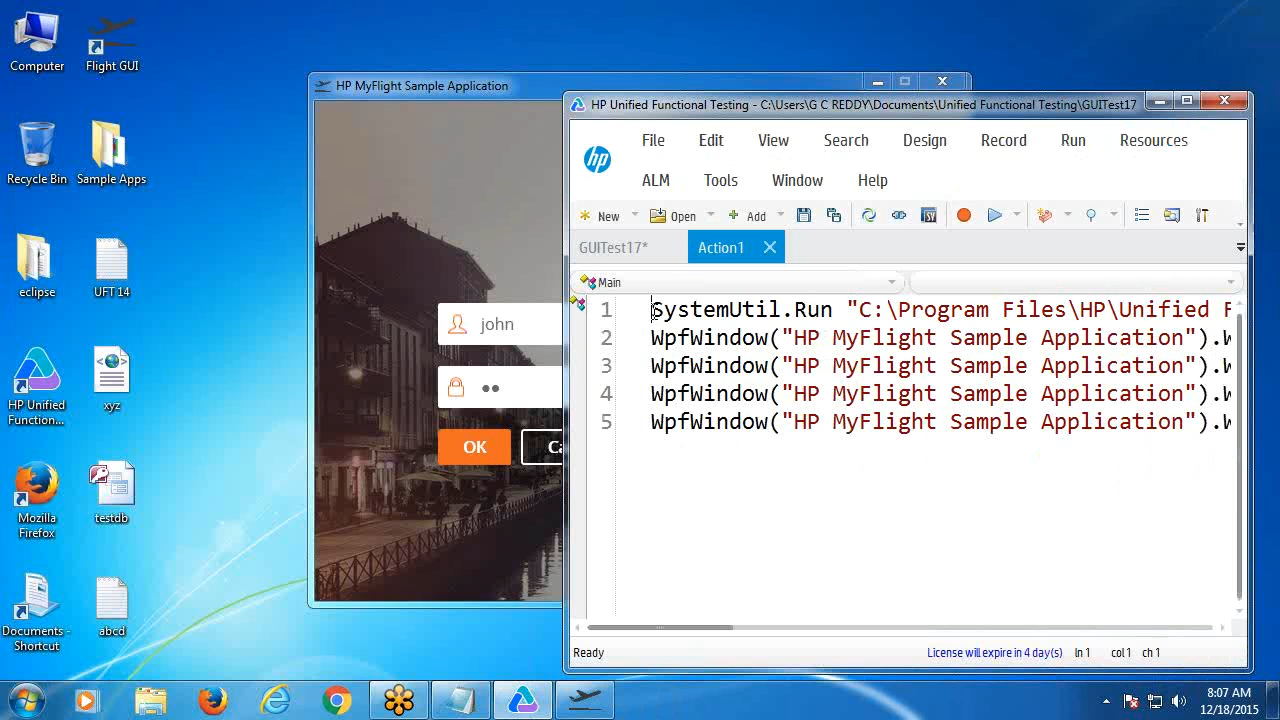 Computer
Flight GUI
Recycle Bin
Sample Apps
eclipse
UFT 14
HP Unified
Function...
xyz
Mozilla
Firefox
testdb
Documents -
Shortcut
abcd
HP MyFlight Sample Application
john
OK
HP Unified Functional Testing - C:\Users\G C REDDY\Documents\Unified Functional Testing\GUITest17
hp
File Edit View Search Design Record Run Resources
ALM Tools Window Help
New Open Add
GUITest17* Action1
Main
1 SystemUtil.Run "C:\Program Files\HP\Unified F
2 WpfWindow("HP MyFlight Sample Application").W
3 WpfWindow("HP MyFlight Sample Application").W
4 WpfWindow("HP MyFlight Sample Application").W
5 WpfWindow("HP MyFlight Sample Application").W
Ready License will expire in 4 day(s) ln 1 col 1 ch 1
8:07 AM
12/18/2015